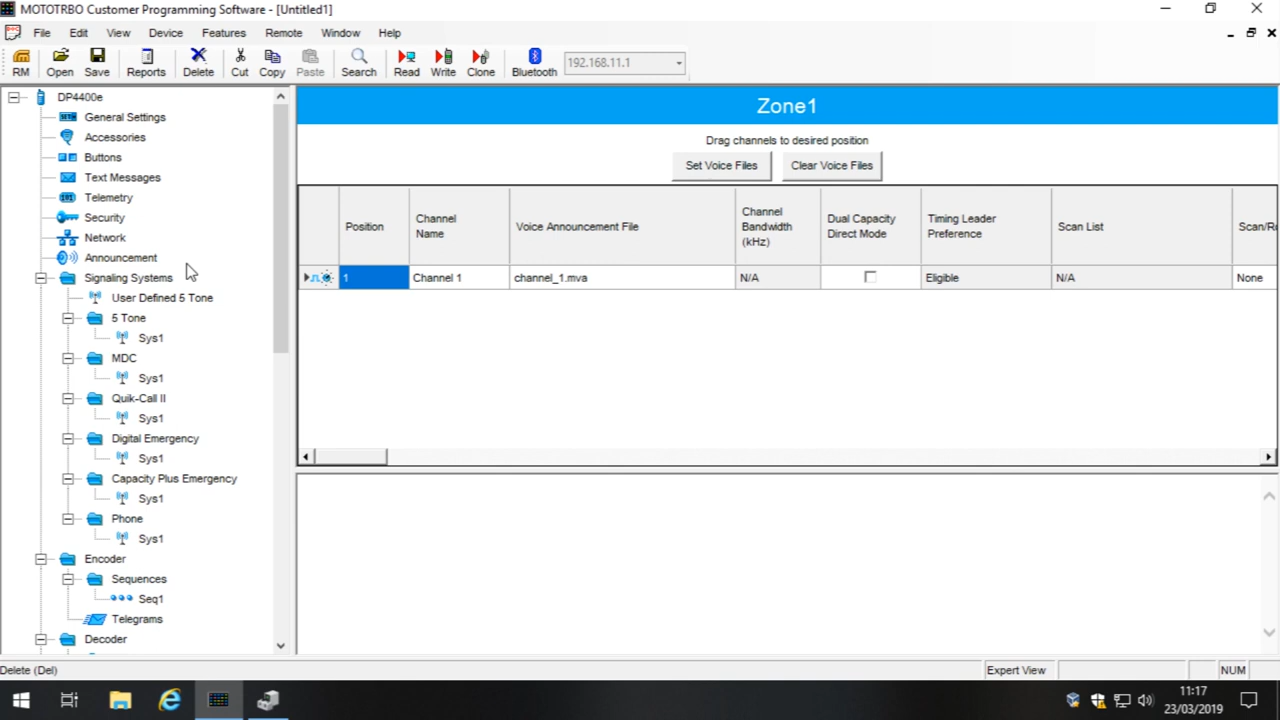 MOTOTRBO Customer Programming Software - [Untitled1]
File Edit View Device Features Remote Window Help
RM Open Save Reports Delete Cut Copy Paste Search Read Write Clone Bluetooth 192.168.11.1
DP4400e
General Settings
Accessories
Buttons
Text Messages
Telemetry
Security
Network
Announcement
Signaling Systems
User Defined 5 Tone
5 Tone
Sys1
MDC
Sys1
Quik-Call II
Sys1
Digital Emergency
Sys1
Capacity Plus Emergency
Sys1
Phone
Sys1
Encoder
Sequences
Seq1
Telegrams
Decoder
Zone1
Drag channels to desired position
Set Voice Files Clear Voice Files
Position
Channel
Name
Voice Announcement File
Channel
Bandwidth
(kHz)
Dual Capacity
Direct Mode
Timing Leader
Preference
Scan List
Scan/Ro
1 Channel 1 channel_1.mva N/A Eligible N/A None
Delete (Del) Expert View NUM
11:17
23/03/2019